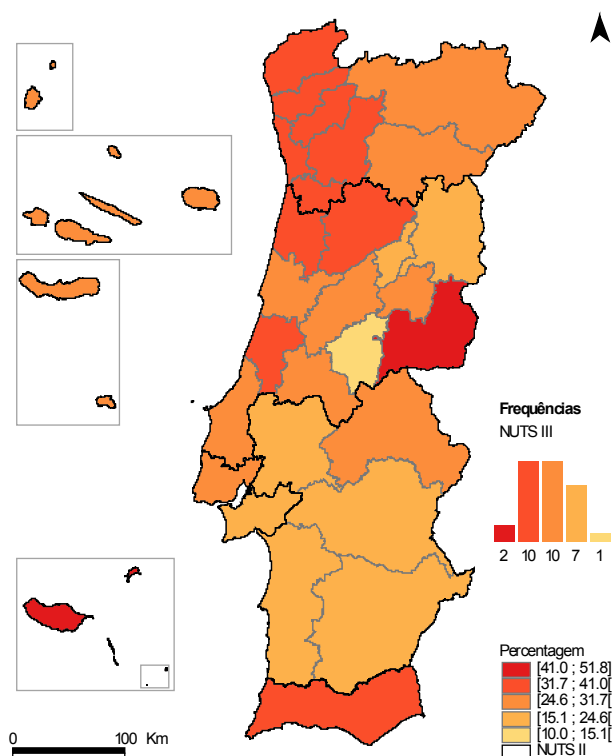 Frequências
NUTS III
2 10 10 7 1
Percentagem
[41.0 ; 51.8]
[31.7 ; 41.0[
[24.6 ; 31.7[
[15.1 ; 24.6[
[10.0 ; 15.1[
NUTS II
0 100 Km